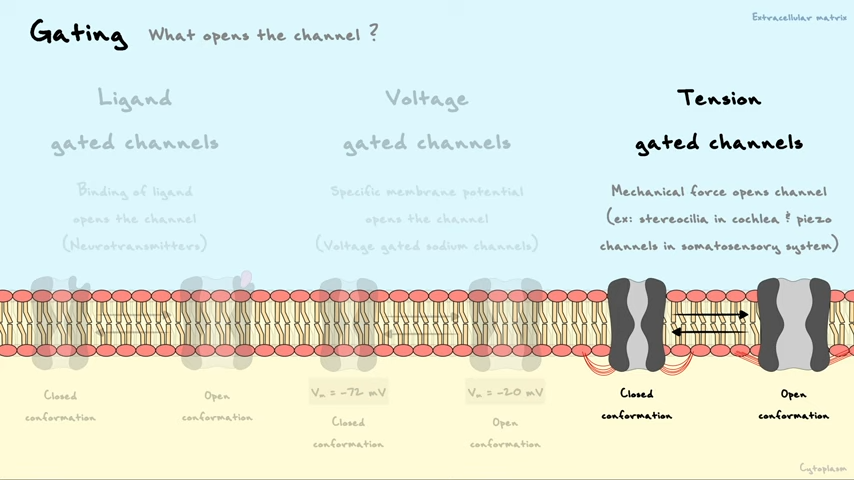 Extracellular matrix
Gating What opens the channel ?
Ligand
gated channels
Binding of ligand
opens the channel
(Neurotransmitters)
Voltage
gated channels
Specific membrane potential
opens the channel
(Voltage gated sodium channels)
Tension
gated channels
Mechanical force opens channel
(ex: stereocilia in cochlea & piezo
channels in somatosensory system)
Closed
conformation
Open
conformation
Vm = -72 mV
Closed
conformation
Vm = -20 mV
Open
conformation
Closed
conformation
Open
conformation
Cytoplasm